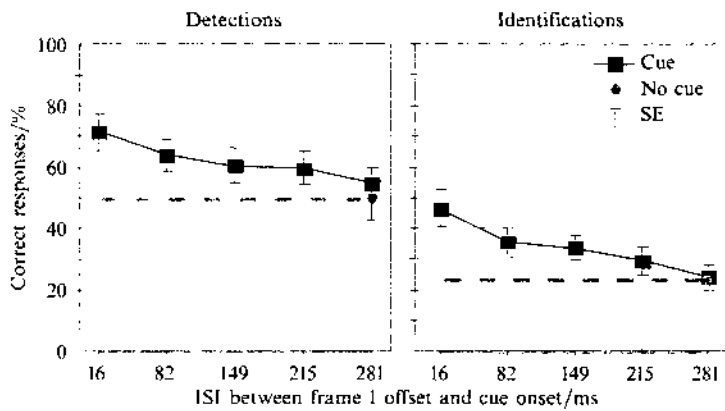 Detections
Identifications
Correct responses/%
100
80
60
40
20
0
Cue
No cue
SE
16 82 149 215 281
16 82 149 215 281
ISI between frame 1 offset and cue onset/ms